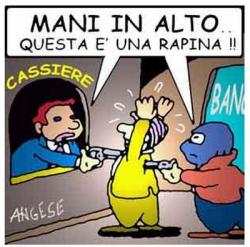 MANI IN ALTO..
QUESTA E' UNA RAPINA !!
CASSIERE
BAN
ANGESE